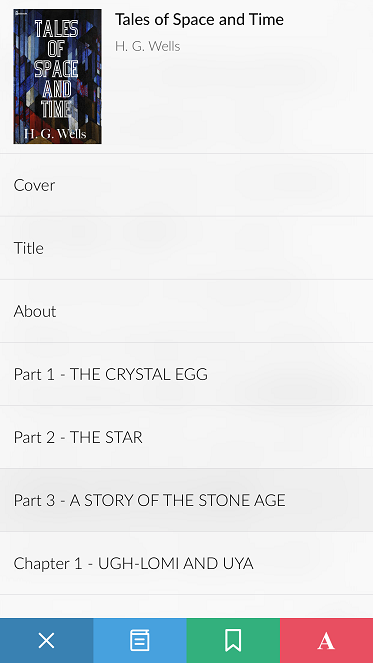 TALES
OF
SPACE
AND
TIME
H. G. Wells
Tales of Space and Time
H. G. Wells
Cover
Title
About
Part 1 - THE CRYSTAL EGG
Part 2 - THE STAR
Part 3 - A STORY OF THE STONE AGE
Chapter 1 - UGH-LOMI AND UYA
A